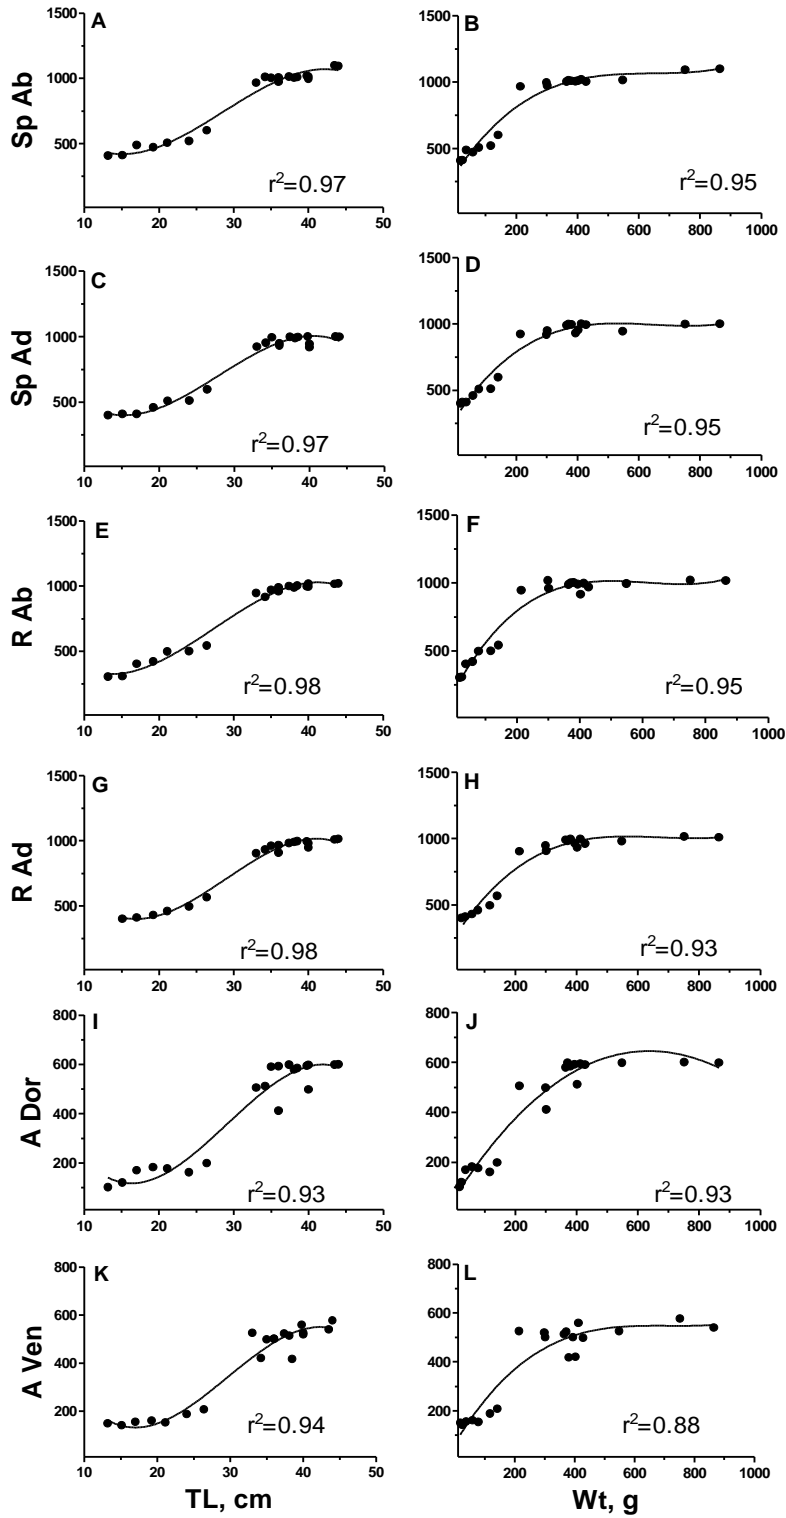 A
B
1500
1000
500
Sp Ab
r²=0.97
10 20 30 40 50
1500
1000
500
r²=0.95
200 400 600 800 1000
C
D
1500
1000
500
Sp Ad
r²=0.97
10 20 30 40 50
1500
1000
500
r²=0.95
200 400 600 800 1000
E
F
1500
1000
500
R Ab
r²=0.98
10 20 30 40 50
1500
1000
500
r²=0.95
200 400 600 800 1000
G
H
1500
1000
500
R Ad
r²=0.98
10 20 30 40 50
1500
1000
500
r²=0.93
200 400 600 800 1000
I
J
800
600
400
200
A Dor
r²=0.93
10 20 30 40 50
800
600
400
200
r²=0.93
200 400 600 800 1000
K
L
800
600
400
200
A Ven
r²=0.94
10 20 30 40 50
TL, cm
800
600
400
200
r²=0.88
200 400 600 800 1000
Wt, g